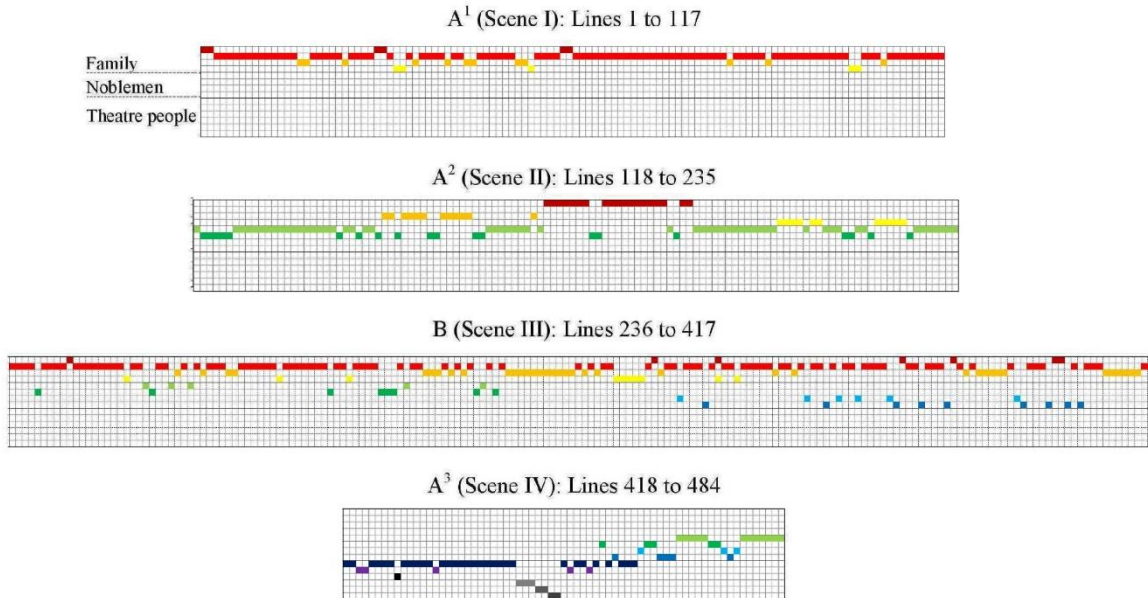 A¹ (Scene I): Lines 1 to 117
Family
Noblemen
Theatre people
A² (Scene II): Lines 118 to 235
B (Scene III): Lines 236 to 417
A³ (Scene IV): Lines 418 to 484